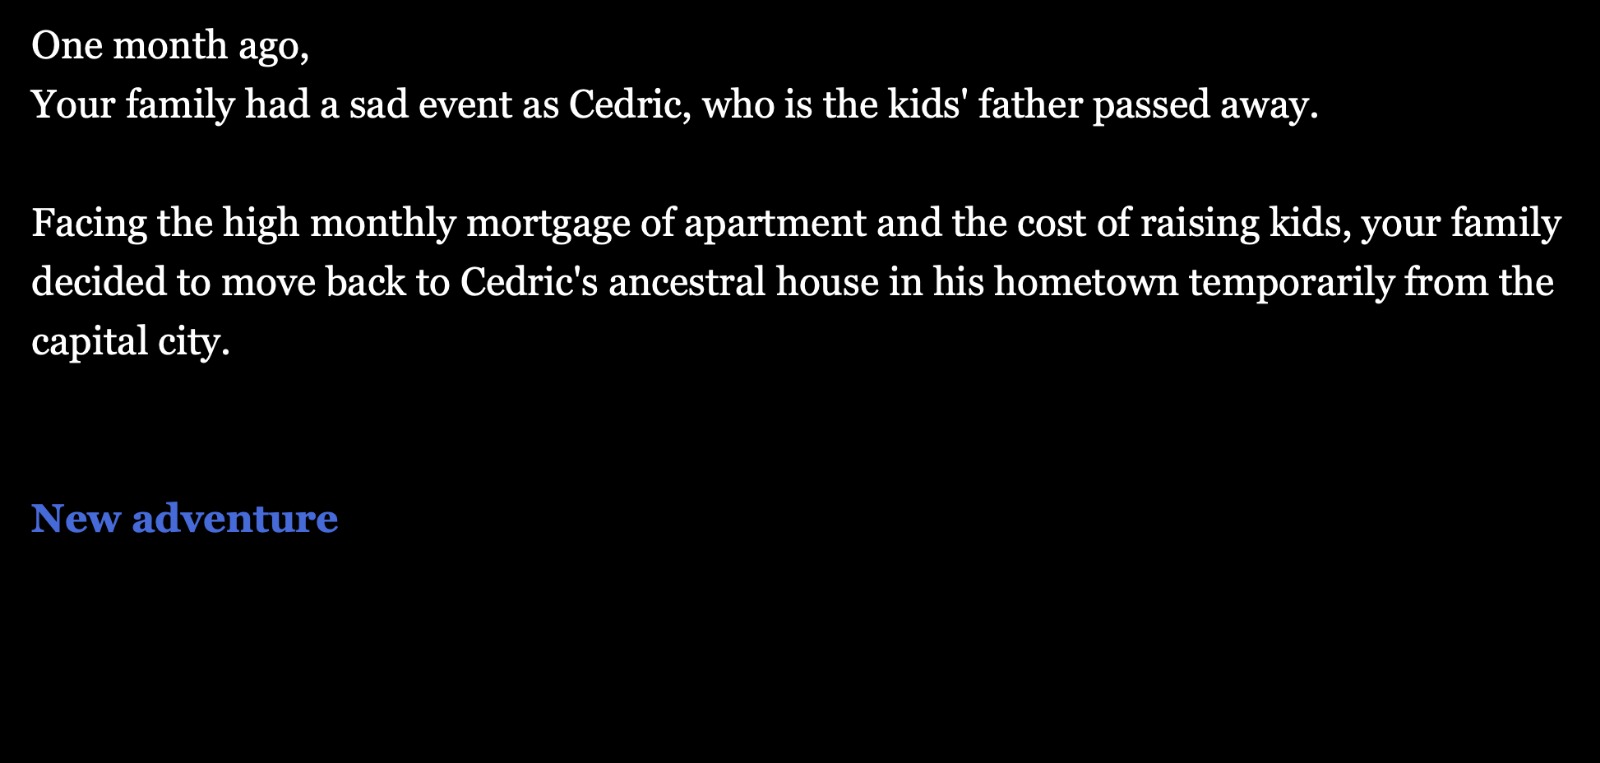 One month ago,
Your family had a sad event as Cedric, who is the kids' father passed away.
Facing the high monthly mortgage of apartment and the cost of raising kids, your family
decided to move back to Cedric's ancestral house in his hometown temporarily from the
capital city.
New adventure